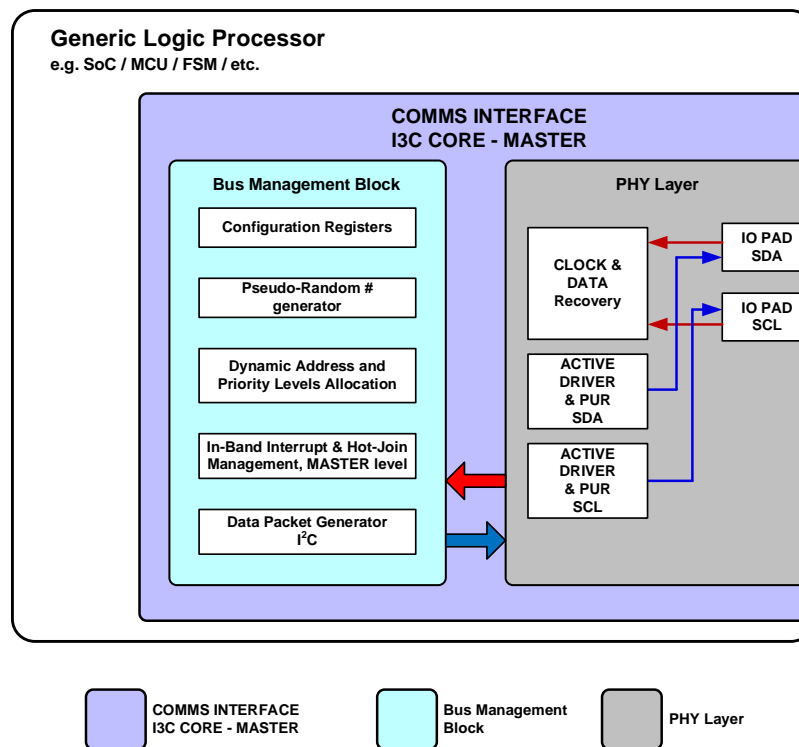 Generic Logic Processor
e.g. SoC / MCU / FSM / etc.
COMMS INTERFACE
I3C CORE - MASTER
Bus Management Block
Configuration Registers
Pseudo-Random #
generator
Dynamic Address and
Priority Levels Allocation
In-Band Interrupt & Hot-Join
Management, MASTER level
Data Packet Generator
I²C
PHY Layer
CLOCK &
DATA
Recovery
ACTIVE
DRIVER
& PUR
SDA
ACTIVE
DRIVER
& PUR
SCL
IO PAD
SDA
IO PAD
SCL
COMMS INTERFACE
I3C CORE - MASTER
Bus Management
Block
PHY Layer